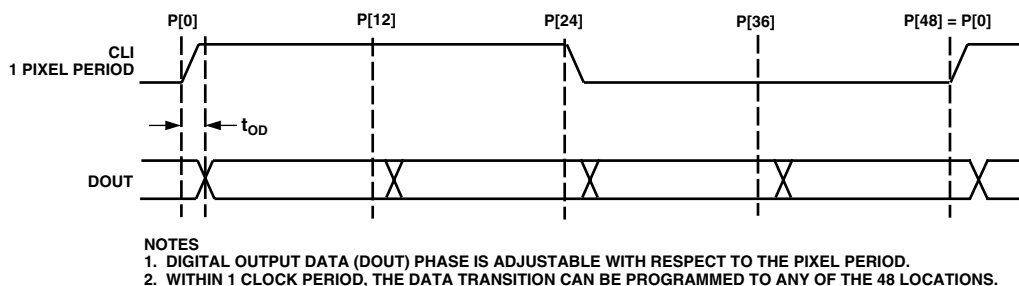 P[0] P[12] P[24] P[36] P[48] = P[0]
CLI
1 PIXEL PERIOD
tOD
DOUT
NOTES
1. DIGITAL OUTPUT DATA (DOUT) PHASE IS ADJUSTABLE WITH RESPECT TO THE PIXEL PERIOD.
2. WITHIN 1 CLOCK PERIOD, THE DATA TRANSITION CAN BE PROGRAMMED TO ANY OF THE 48 LOCATIONS.